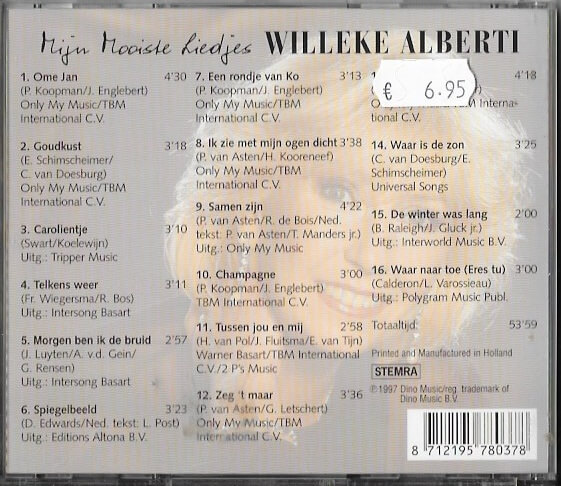 Mijn Mooiste Liedjes WILLEKE ALBERTI
1. Ome Jan 4'30
(P. Koopman/J. Englebert)
Only My Music/TBM
International C.V.
2. Goudkust 3'18
(E. Schimscheimer/
C. van Doesburg)
Only My Music/TBM
International C.V.
3. Carolientje 3'10
(Swart/Koelewijn)
Uitg.: Tripper Music
4. Telkens weer 3'11
(Fr. Wiegersma/R. Bos)
Uitg.: Intersong Basart
5. Morgen ben ik de bruid 2'57
(J. Luyten/A. v.d. Gein/
G. Rensen)
Uitg.: Intersong Basart
6. Spiegelbeeld 3'23
(D. Edwards/Ned. tekst: L. Post)
Uitg.: Editions Altona B.V.
7. Een rondje van Ko 3'13
(P. Koopman/J. Englebert)
Only My Music/TBM
International C.V.
8. Ik zie met mijn ogen dicht 3'38
(P. van Asten/H. Kooreneef)
Only My Music/TBM
International C.V.
9. Samen zijn 4'22
(P. van Asten/R. de Bois/Ned.
tekst: P. van Asten/T. Manders jr.)
Uitg.: Only My Music
10. Champagne 3'00
(P. Koopman/J. Englebert)
TBM International C.V.
11. Tussen jou en mij 2'58
(H. van Pol/J. Fluitsma/E. van Tijn)
Warner Basart/TBM International
C.V./2 P's Music
12. Zeg 't maar 3'36
(P. van Asten/G. Letschert)
Only My Music/TBM
International C.V.
4'18
€ 6.95
Only My Music/TBM Interna-
tional C.V.
14. Waar is de zon 3'25
(C. van Doesburg/E.
Schimscheimer)
Universal Songs
15. De winter was lang 2'00
(B. Raleigh/J. Gluck jr.)
Uitg.: Interworld Music B.V.
16. Waar naar toe (Eres tu) 3'00
(Calderon/L. Varossieau)
Uitg.: Polygram Music Publ.
Totaaltijd: 53'59
Printed and Manufactured in Holland
STEMRA
℗ 1997 Dino Music/reg. trademark of
Dino Music B.V.
8 712195 780378